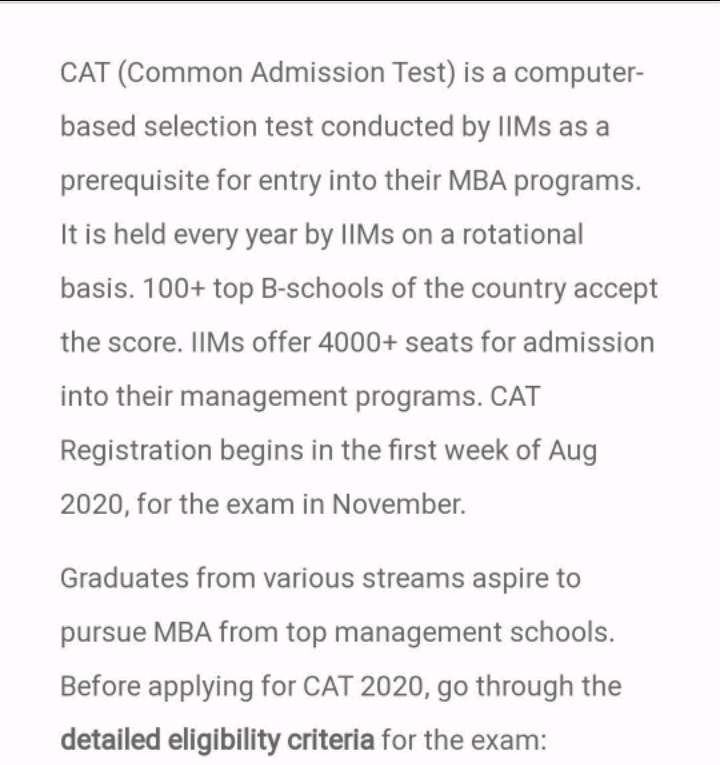 CAT (Common Admission Test) is a computer-
based selection test conducted by IIMs as a
prerequisite for entry into their MBA programs.
It is held every year by IIMs on a rotational
basis. 100+ top B-schools of the country accept
the score. IIMs offer 4000+ seats for admission
into their management programs. CAT
Registration begins in the first week of Aug
2020, for the exam in November.
Graduates from various streams aspire to
pursue MBA from top management schools.
Before applying for CAT 2020, go through the
detailed eligibility criteria for the exam: